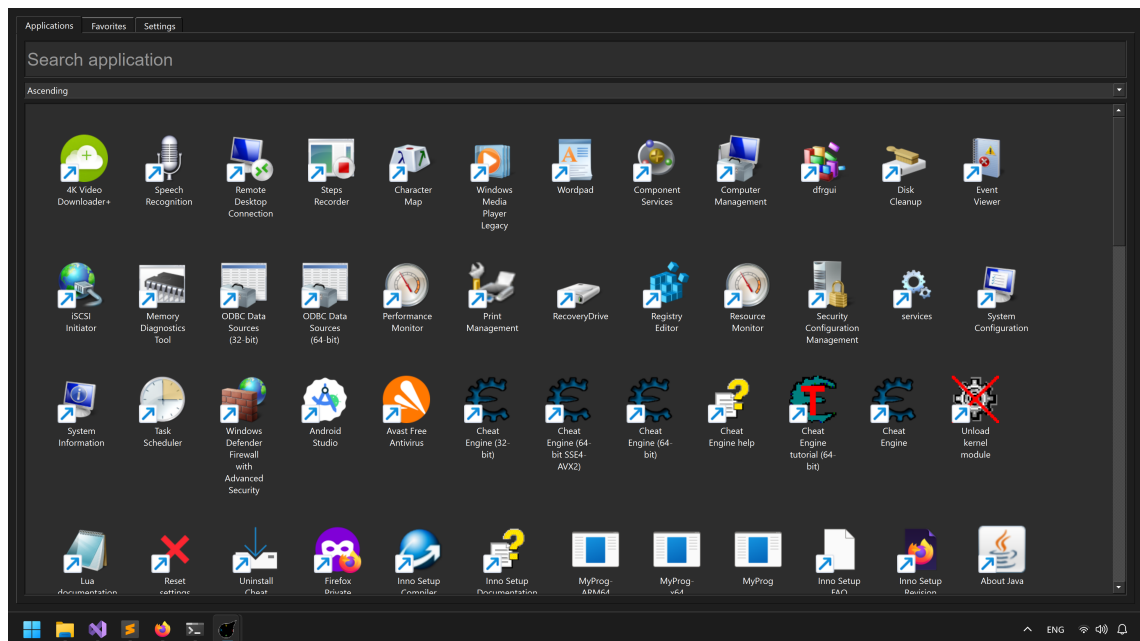 Applications Favorites Settings
Search application
Ascending
4K Video Downloader+
Speech Recognition
Remote Desktop Connection
Steps Recorder
Character Map
Windows Media Player Legacy
Wordpad
Component Services
Computer Management
dfrgui
Disk Cleanup
Event Viewer
iSCSI Initiator
Memory Diagnostics Tool
ODBC Data Sources (32-bit)
ODBC Data Sources (64-bit)
Performance Monitor
Print Management
RecoveryDrive
Registry Editor
Resource Monitor
Security Configuration Management
services
System Configuration
System Information
Task Scheduler
Windows Defender Firewall with Advanced Security
Android Studio
Avast Free Antivirus
Cheat Engine (32-bit)
Cheat Engine (64-bit SSE4-AVX2)
Cheat Engine (64-bit)
Cheat Engine help
Cheat Engine tutorial (64-bit)
Cheat Engine
Unload kernel module
Lua documentation
Reset settings
Uninstall Cheat
Firefox Private
Inno Setup Compiler
Inno Setup Documentation
MyProg-ARM64
MyProg-x64
MyProg
Inno Setup FAQ
Inno Setup Revision
About Java
ENG